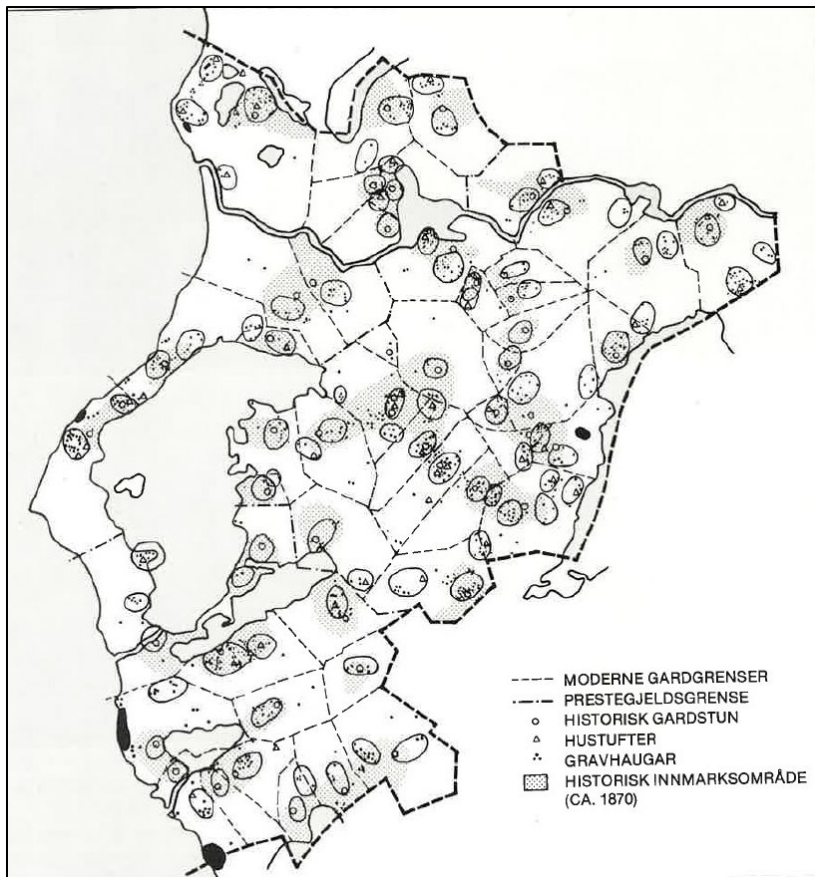 MODERNE GARDGRENSER
PRESTEGJELDSGRENSE
HISTORISK GARDSTUN
HUSTUFTER
GRAVHAUGAR
HISTORISK INNMARKSOMRÅDE
(CA. 1870)